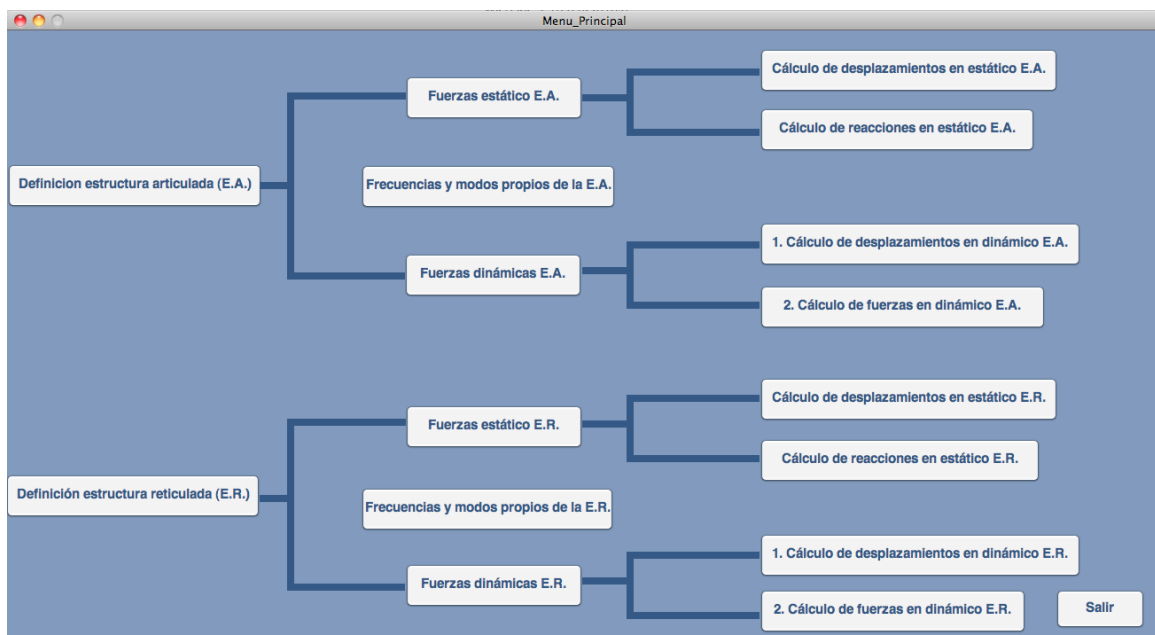 Menu_Principal
Cálculo de desplazamientos en estático E.A.
Fuerzas estático E.A.
Cálculo de reacciones en estático E.A.
Definicion estructura articulada (E.A.)
Frecuencias y modos propios de la E.A.
1. Cálculo de desplazamientos en dinámico E.A.
Fuerzas dinámicas E.A.
2. Cálculo de fuerzas en dinámico E.A.
Cálculo de desplazamientos en estático E.R.
Fuerzas estático E.R.
Cálculo de reacciones en estático E.R.
Definición estructura reticulada (E.R.)
Frecuencias y modos propios de la E.R.
1. Cálculo de desplazamientos en dinámico E.R.
Fuerzas dinámicas E.R.
2. Cálculo de fuerzas en dinámico E.R.
Salir